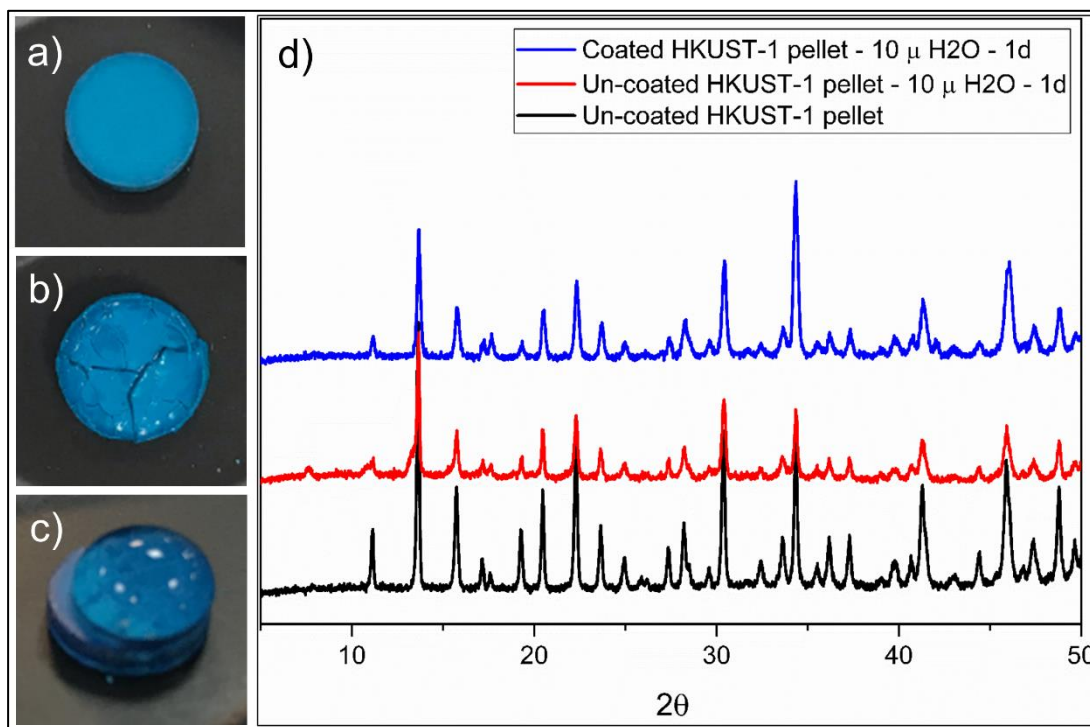 a)
b)
c)
d)
Coated HKUST-1 pellet - 10 μ H2O - 1d
Un-coated HKUST-1 pellet - 10 μ H2O - 1d
Un-coated HKUST-1 pellet
10 20 30 40 50
2θ